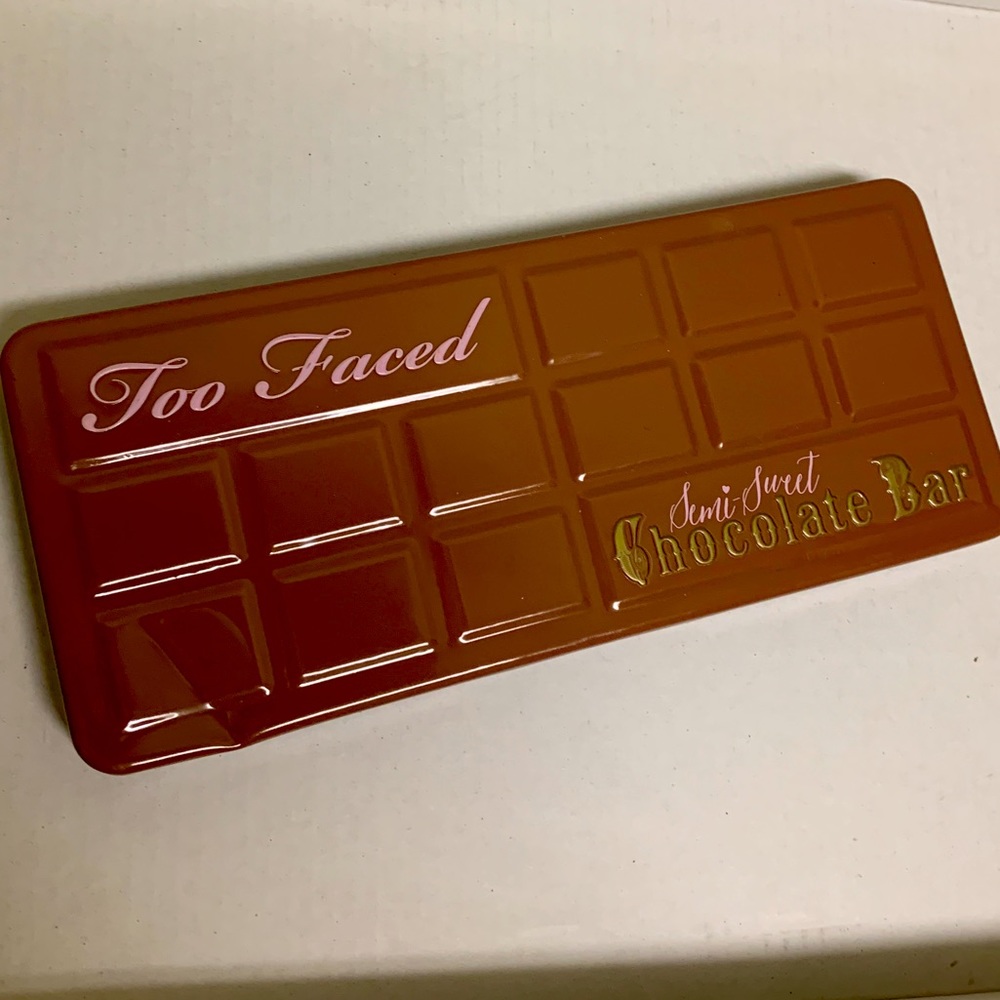 Too Faced
Semi-Sweet
Chocolate Bar